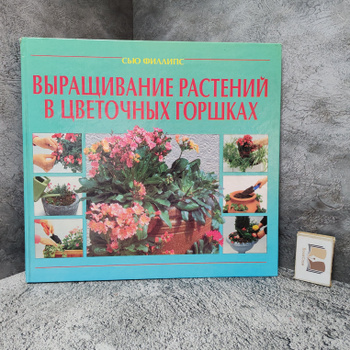 СЬЮ ФИЛЛИПС
ВЫРАЩИВАНИЕ РАСТЕНИЙ
В ЦВЕТОЧНЫХ ГОРШКАХ